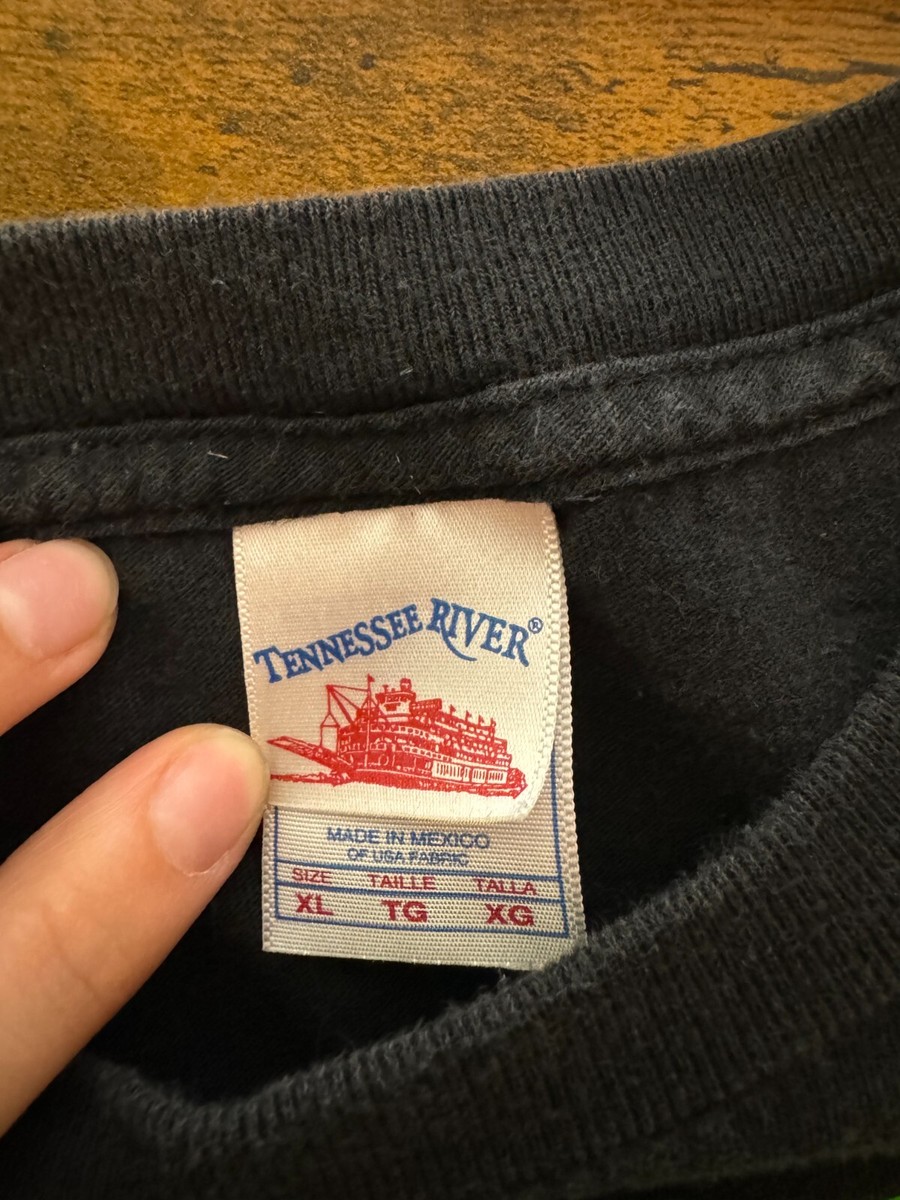 TENNESSEE RIVER®
MADE IN MEXICO
OF USA FABRIC
SIZE TAILLE TALLA
XL TG XG